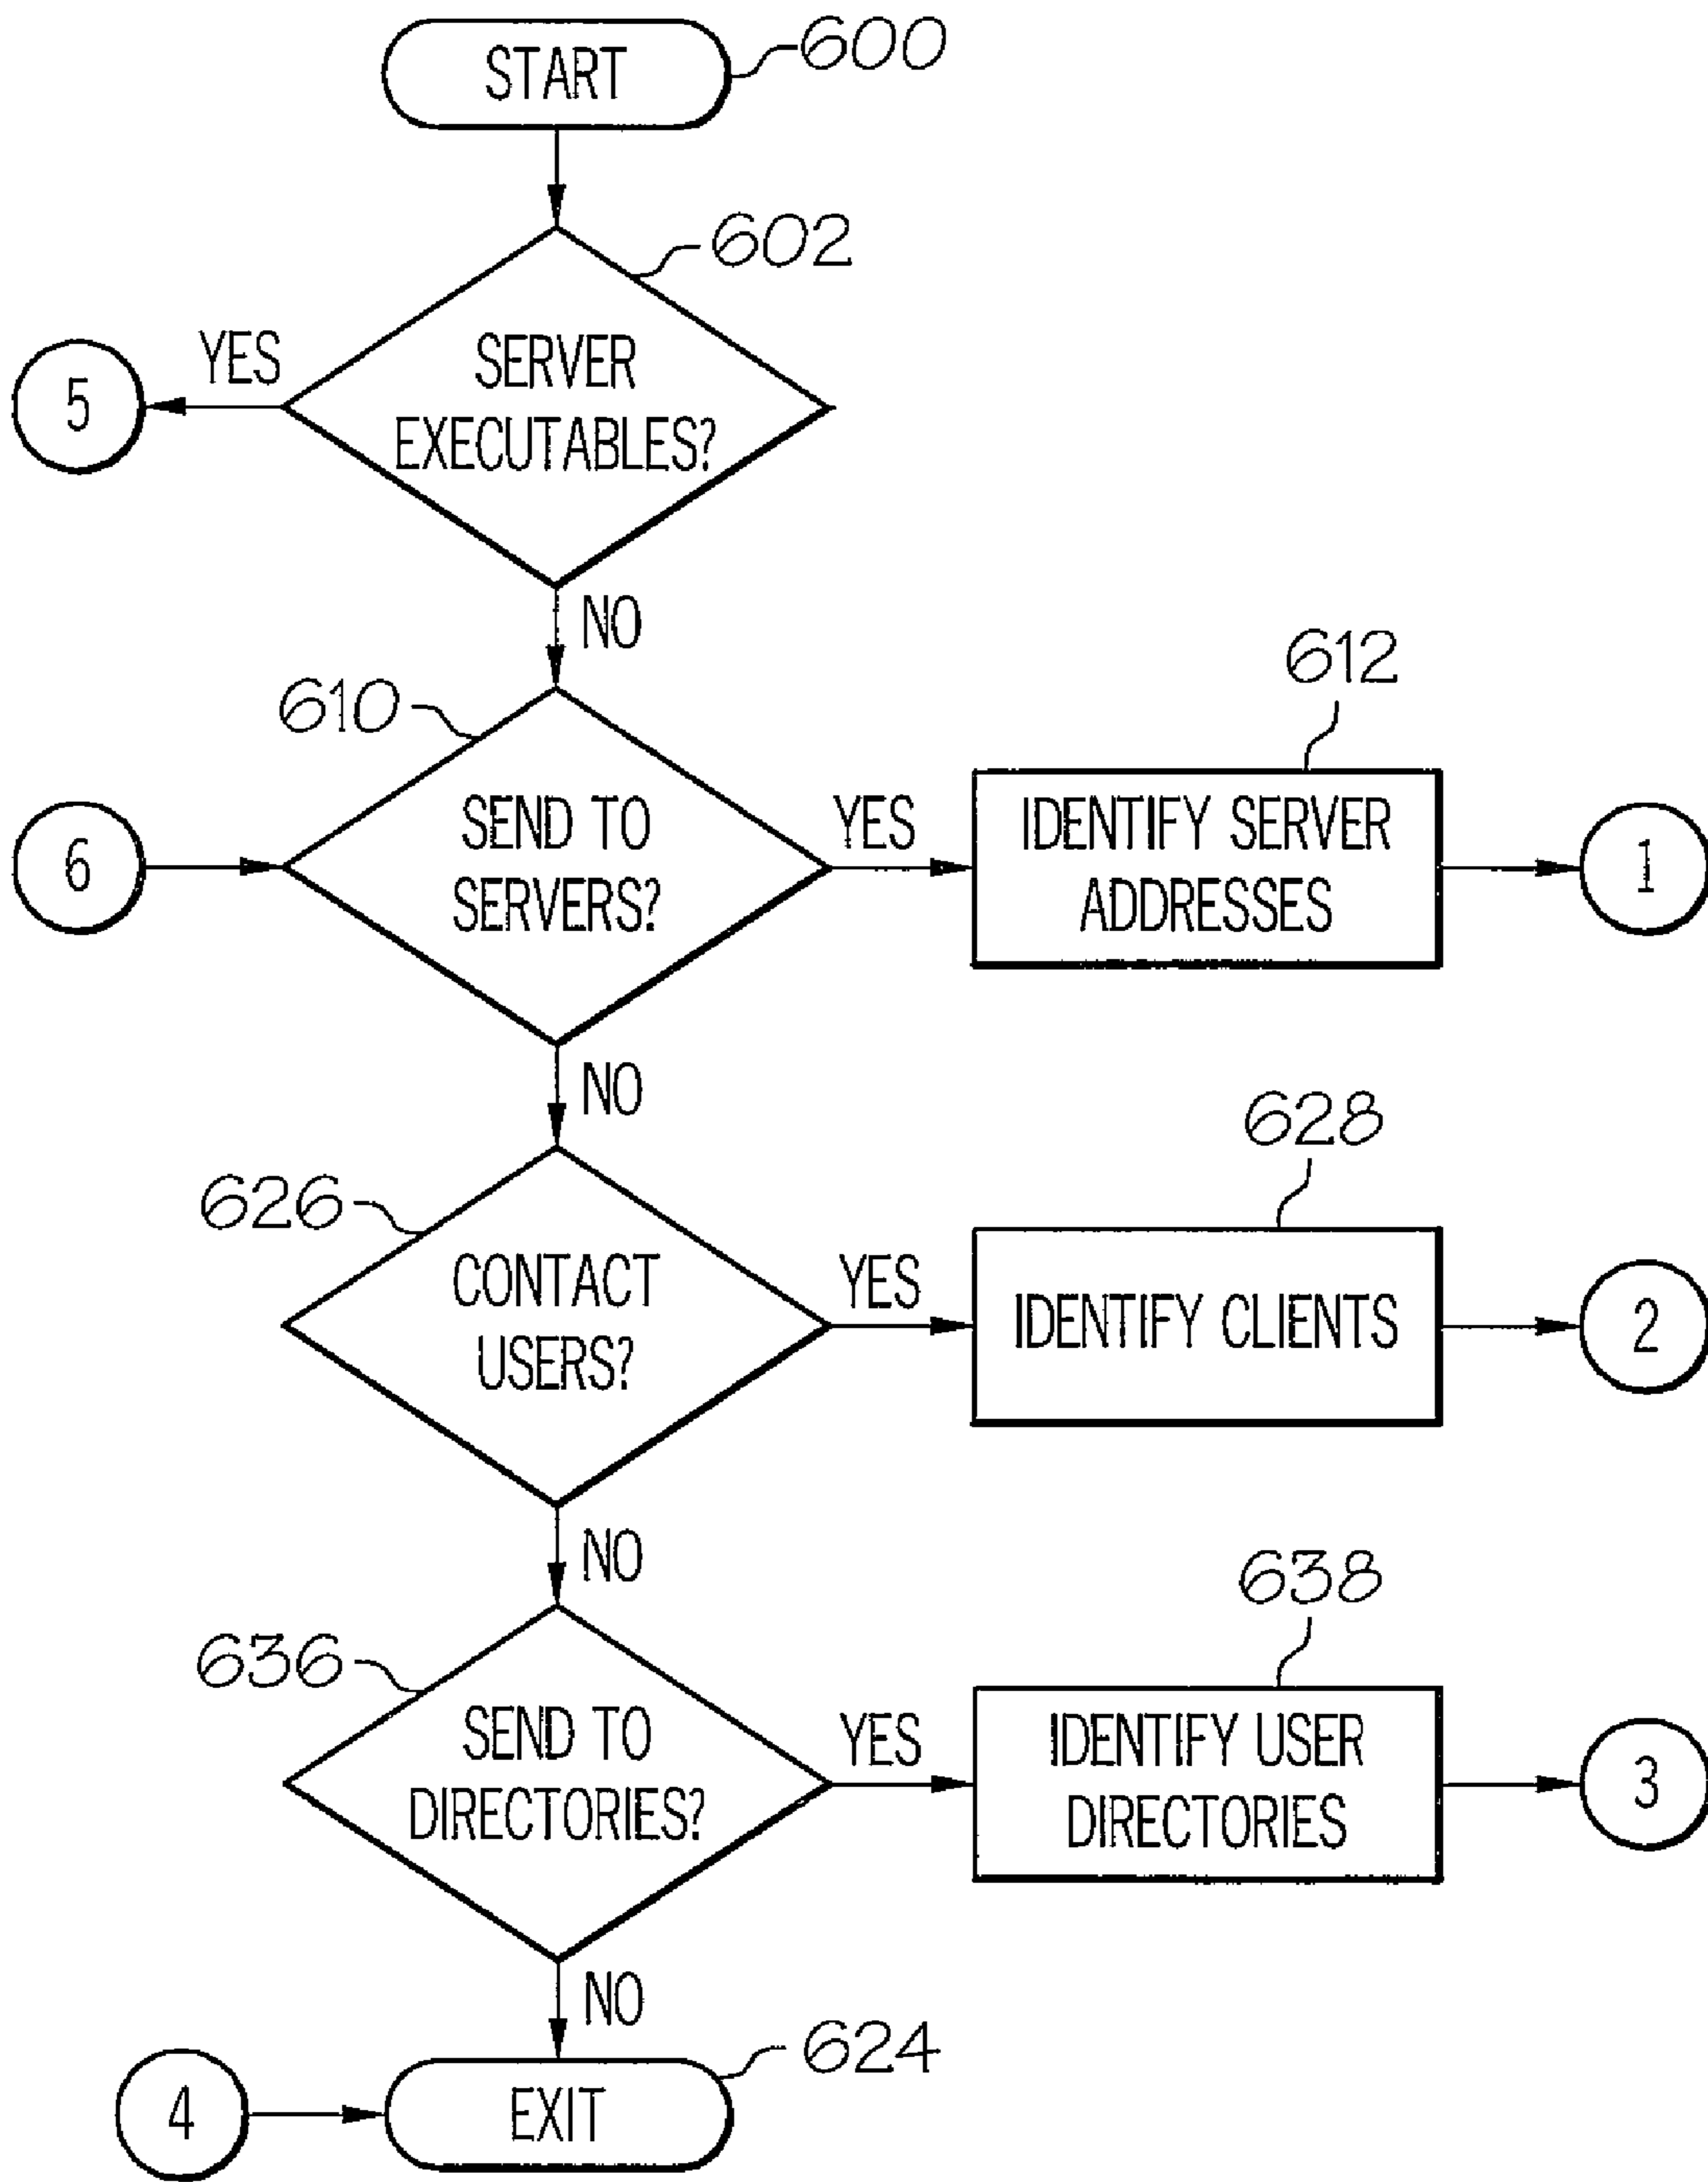 START
600
602
SERVER
EXECUTABLES?
YES
5
NO
610
612
6
SEND TO
SERVERS?
YES
IDENTIFY SERVER
ADDRESSES
1
NO
626
628
CONTACT
USERS?
YES
IDENTIFY CLIENTS
2
NO
636
638
SEND TO
DIRECTORIES?
YES
IDENTIFY USER
DIRECTORIES
3
NO
624
4
EXIT